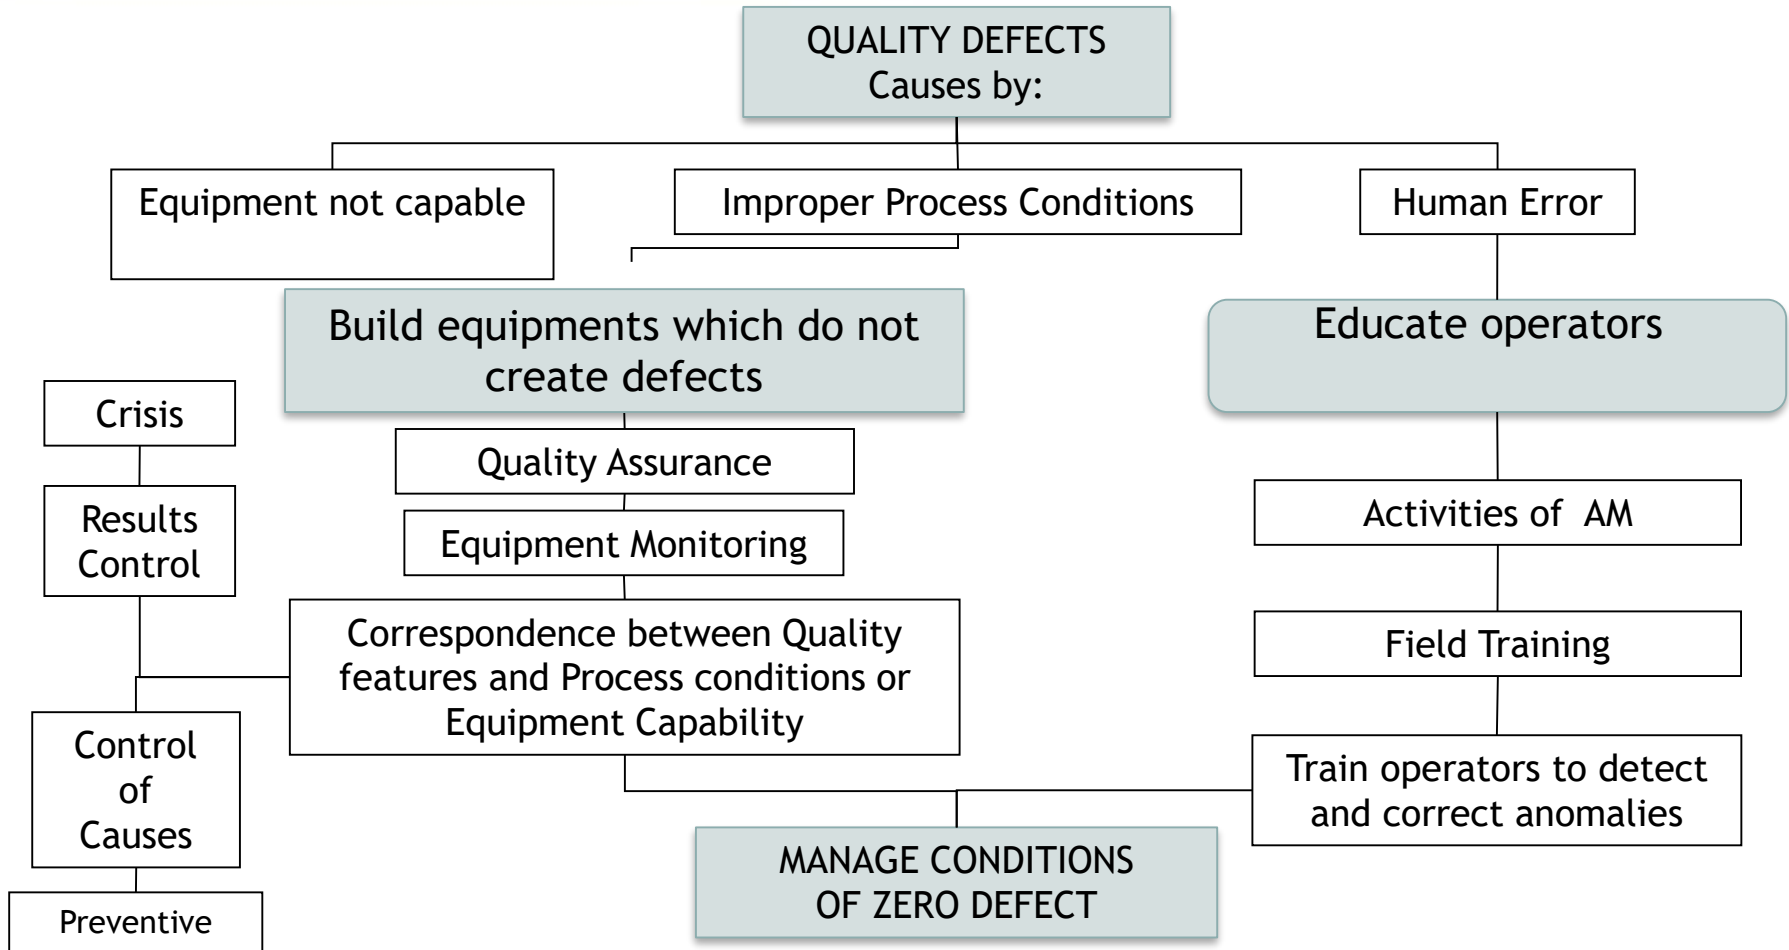 QUALITY DEFECTS
Causes by:
Equipment not capable
Improper Process Conditions
Human Error
Build equipments which do not
create defects
Educate operators
Crisis
Quality Assurance
Results
Control
Activities of AM
Equipment Monitoring
Correspondence between Quality
features and Process conditions or
Equipment Capability
Field Training
Control
of
Causes
Train operators to detect
and correct anomalies
MANAGE CONDITIONS
OF ZERO DEFECT
Preventive